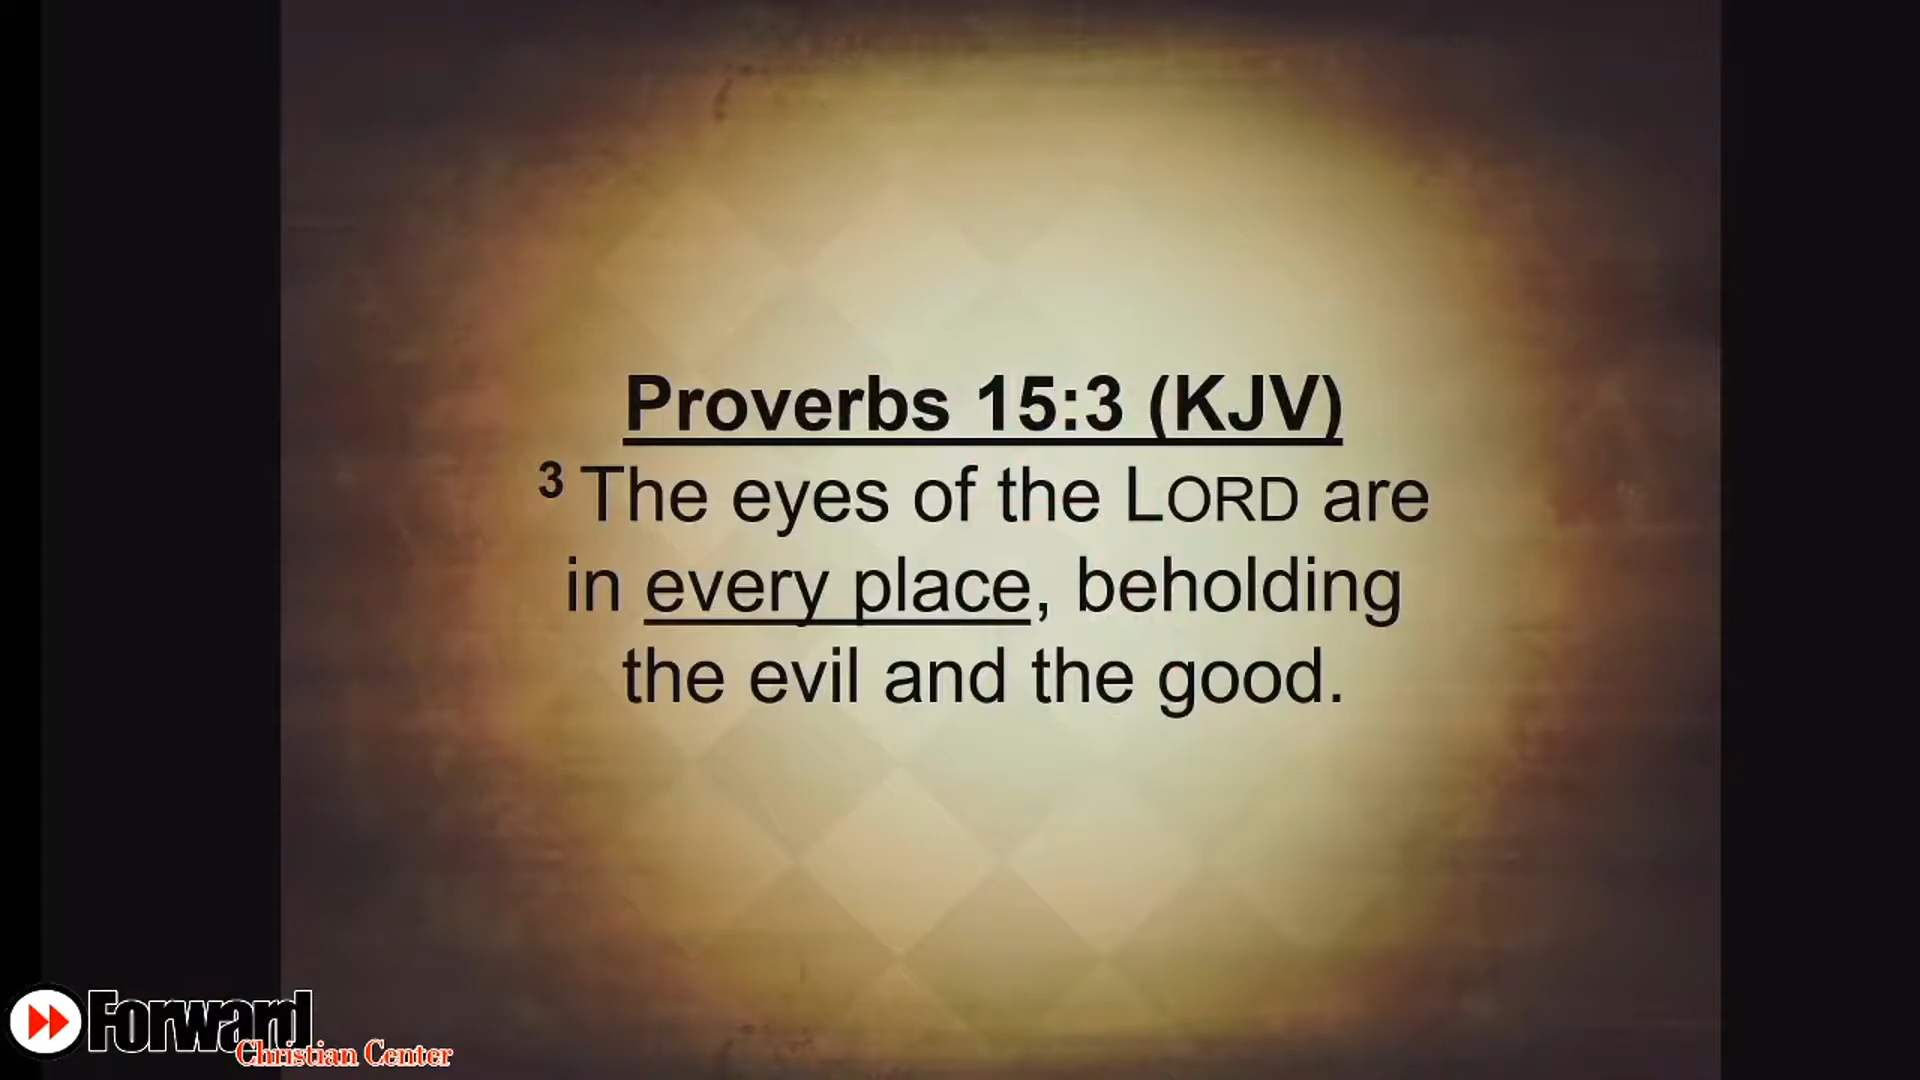 Proverbs 15:3 (KJV)
3 The eyes of the LORD are
in every place, beholding
the evil and the good.
Forward
Christian Center